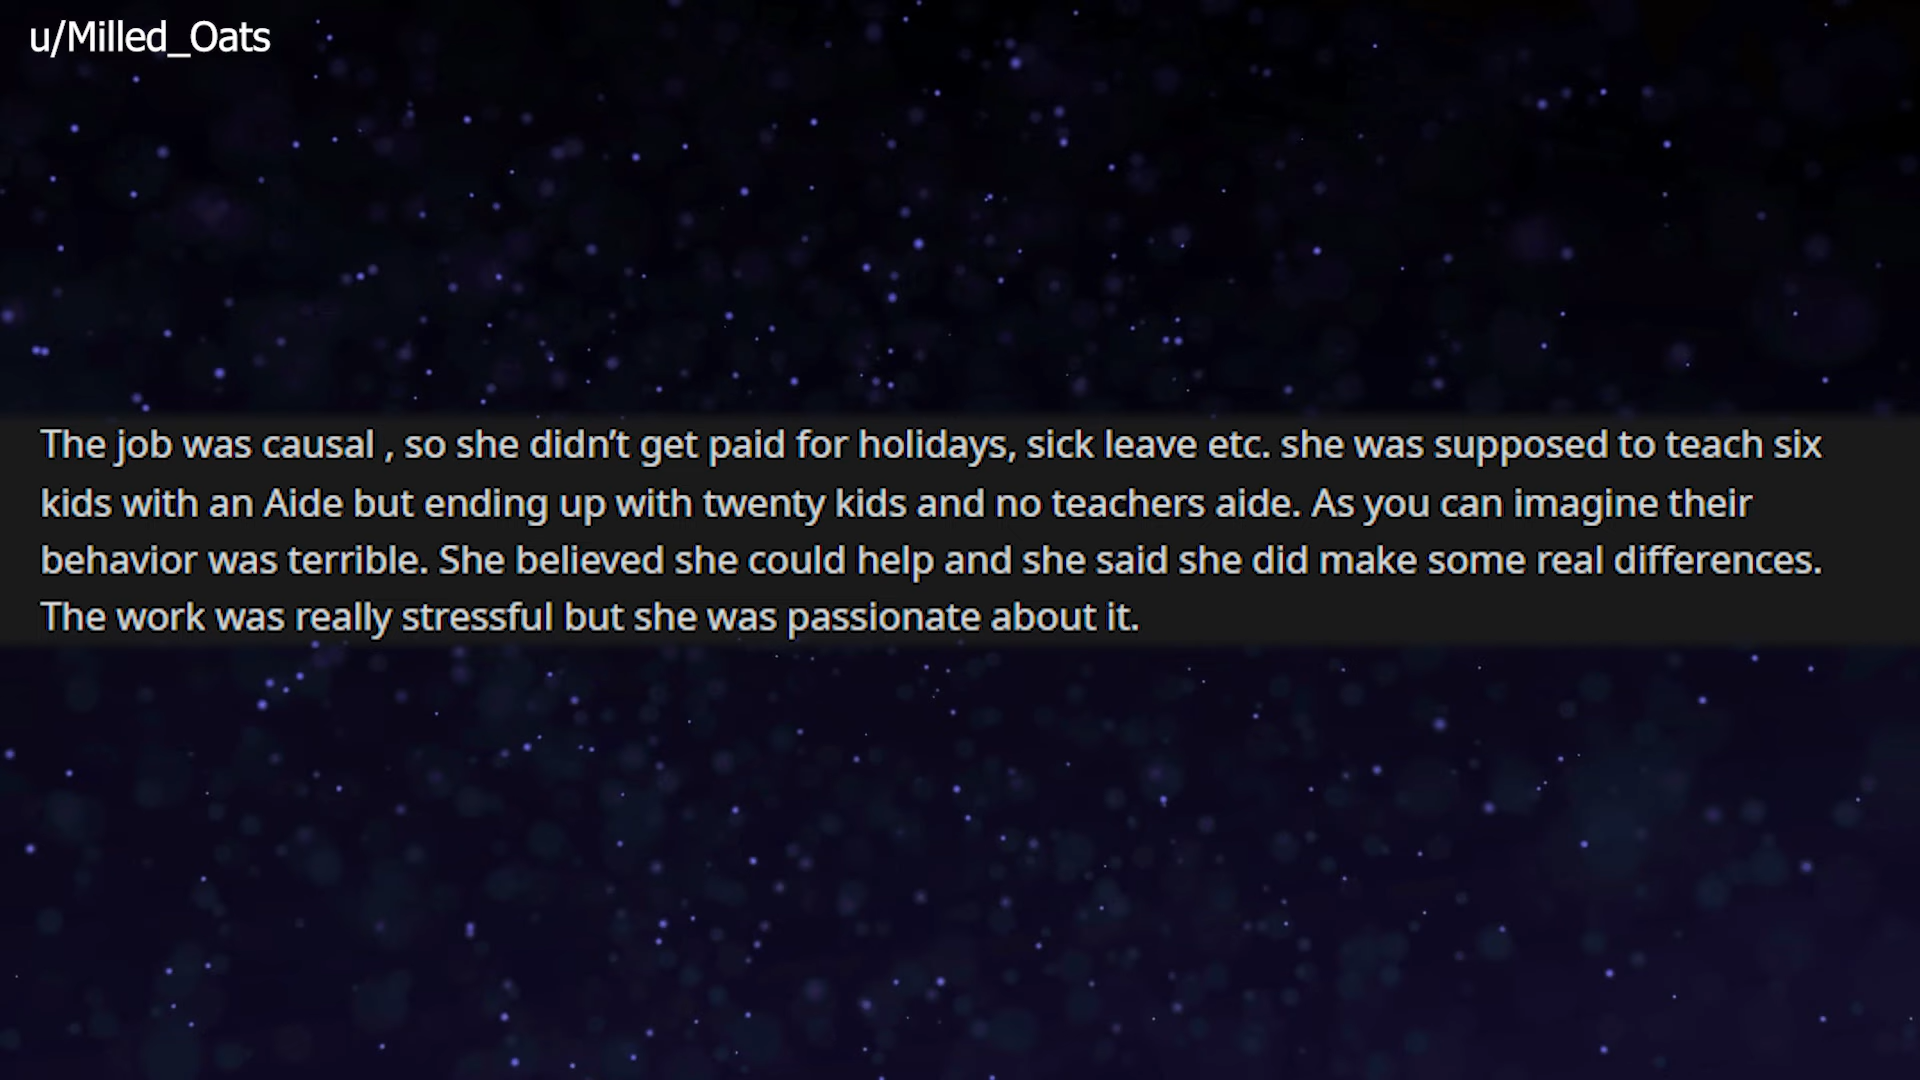 u/Milled_Oats
The job was causal , so she didn’t get paid for holidays, sick leave etc. she was supposed to teach six
kids with an Aide but ending up with twenty kids and no teachers aide. As you can imagine their
behavior was terrible. She believed she could help and she said she did make some real differences.
The work was really stressful but she was passionate about it.